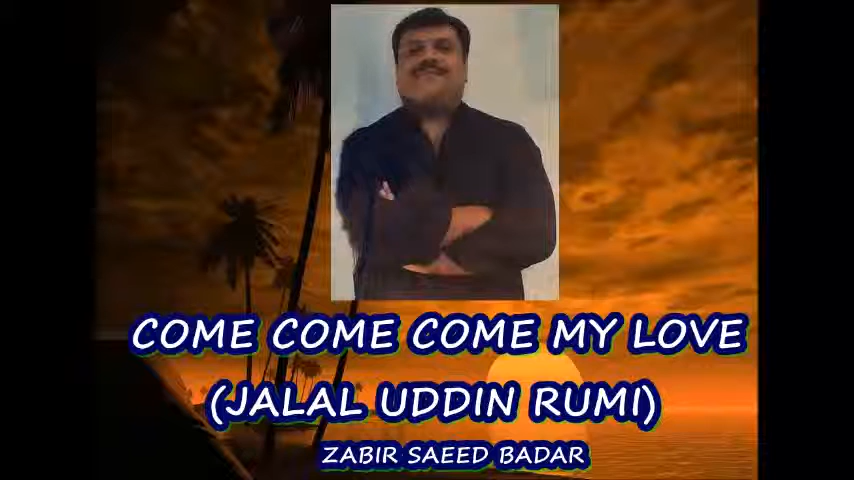 COME COME COME MY LOVE
(JALAL UDDIN RUMI)
ZABIR SAEED BADAR